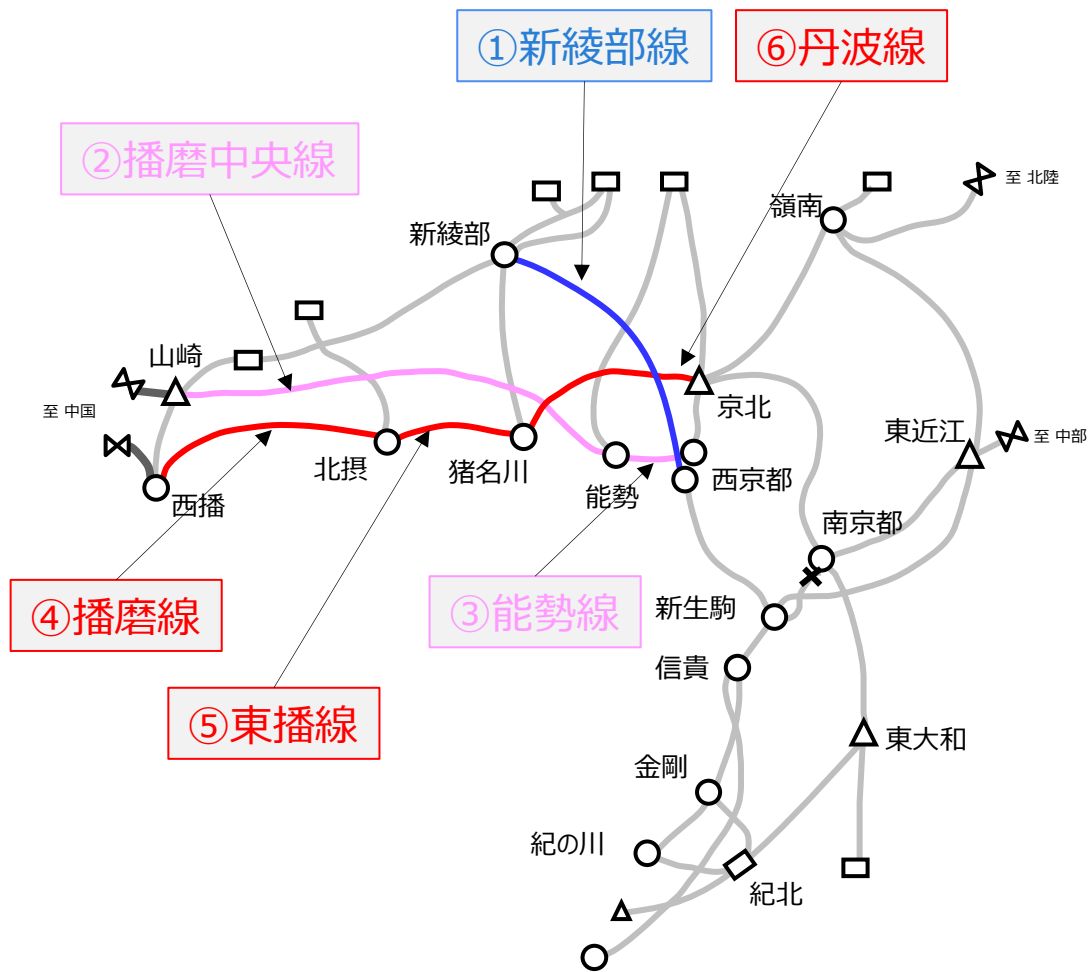 ①新綾部線
⑥丹波線
②播磨中央線
至 北陸
嶺南
新綾部
山崎
京北
至 中国
東近江
至 中部
北摂
猪名川
西京都
能勢
西播
南京都
④播磨線
③能勢線
新生駒
信貴
⑤東播線
東大和
金剛
紀の川
紀北